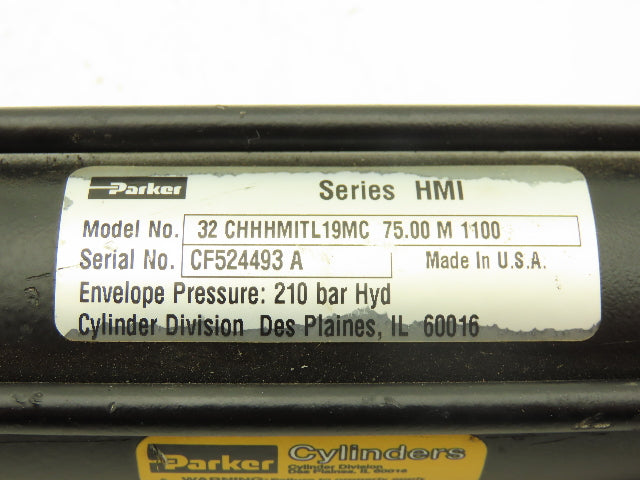 Parker Series HMI
Model No. 32 CHHHMITL19MC 75.00 M 1100
Serial No. CF524493 A Made In U.S.A.
Envelope Pressure: 210 bar Hyd
Cylinder Division Des Plaines, IL 60016
Parker Cylinders
Cylinder Division
Des Plaines, IL 60016
WARNING: